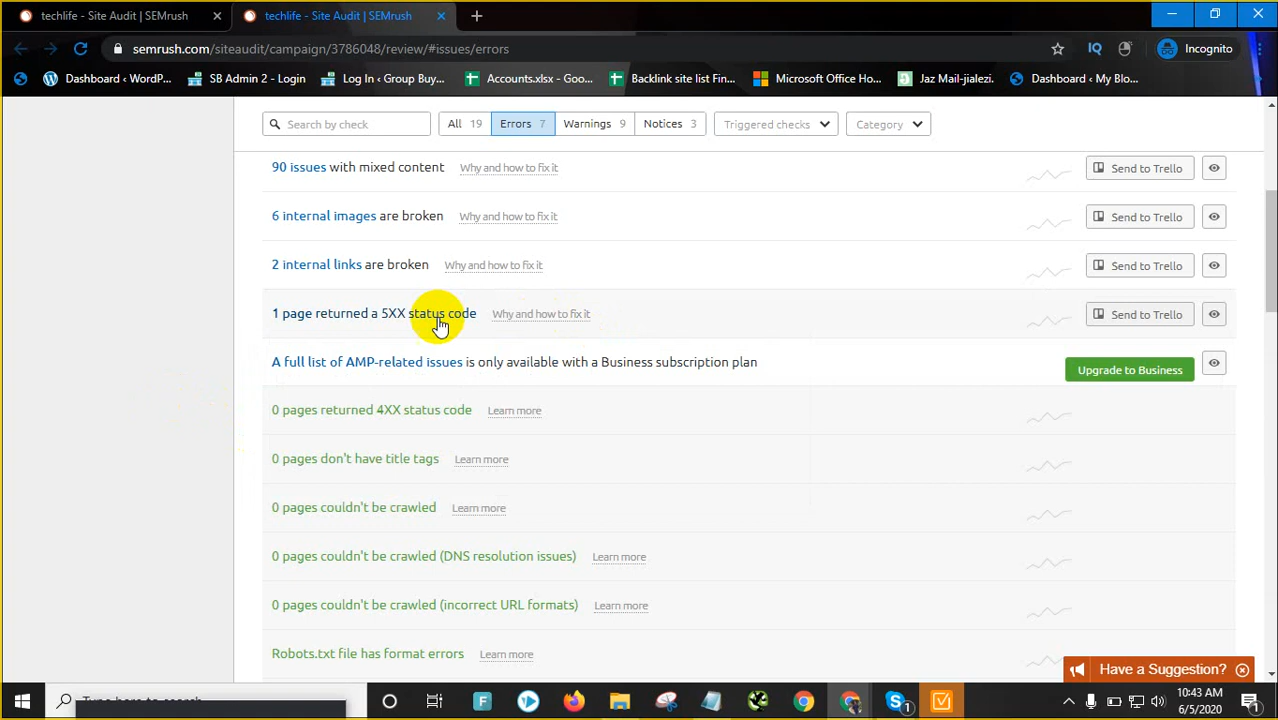 techlife - Site Audit | SEMrush
techlife - Site Audit | SEMrush
semrush.com/siteaudit/campaign/3786048/review/#issues/errors
IQ
Incognito
Dashboard ‹ WordP...
SB Admin 2 - Login
Log In ‹ Group Buy...
Accounts.xlsx - Goo...
Backlink site list Fin...
Microsoft Office Ho...
Jaz Mail-jialezi.
Dashboard ‹ My Blo...
Search by check
All 19
Errors 7
Warnings 9
Notices 3
Triggered checks
Category
90 issues with mixed content Why and how to fix it
Send to Trello
6 internal images are broken Why and how to fix it
Send to Trello
2 internal links are broken Why and how to fix it
Send to Trello
1 page returned a 5XX status code Why and how to fix it
Send to Trello
A full list of AMP-related issues is only available with a Business subscription plan
Upgrade to Business
0 pages returned 4XX status code Learn more
0 pages don't have title tags Learn more
0 pages couldn't be crawled Learn more
0 pages couldn't be crawled (DNS resolution issues) Learn more
0 pages couldn't be crawled (incorrect URL formats) Learn more
Robots.txt file has format errors Learn more
Have a Suggestion?
Type here to search
F
S
1
10:43 AM
6/5/2020
1